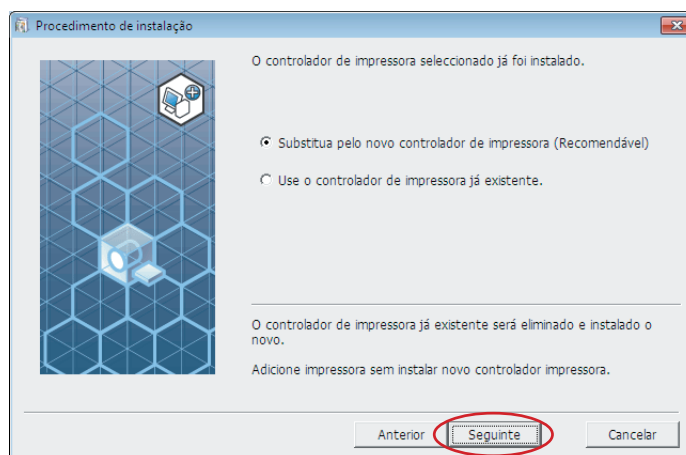 Procedimento de instalação
O controlador de impressora seleccionado já foi instalado.
Substitua pelo novo controlador de impressora (Recomendável)
Use o controlador de impressora já existente.
O controlador de impressora já existente será eliminado e instalado o
novo.
Adicione impressora sem instalar novo controlador impressora.
Anterior
Seguinte
Cancelar